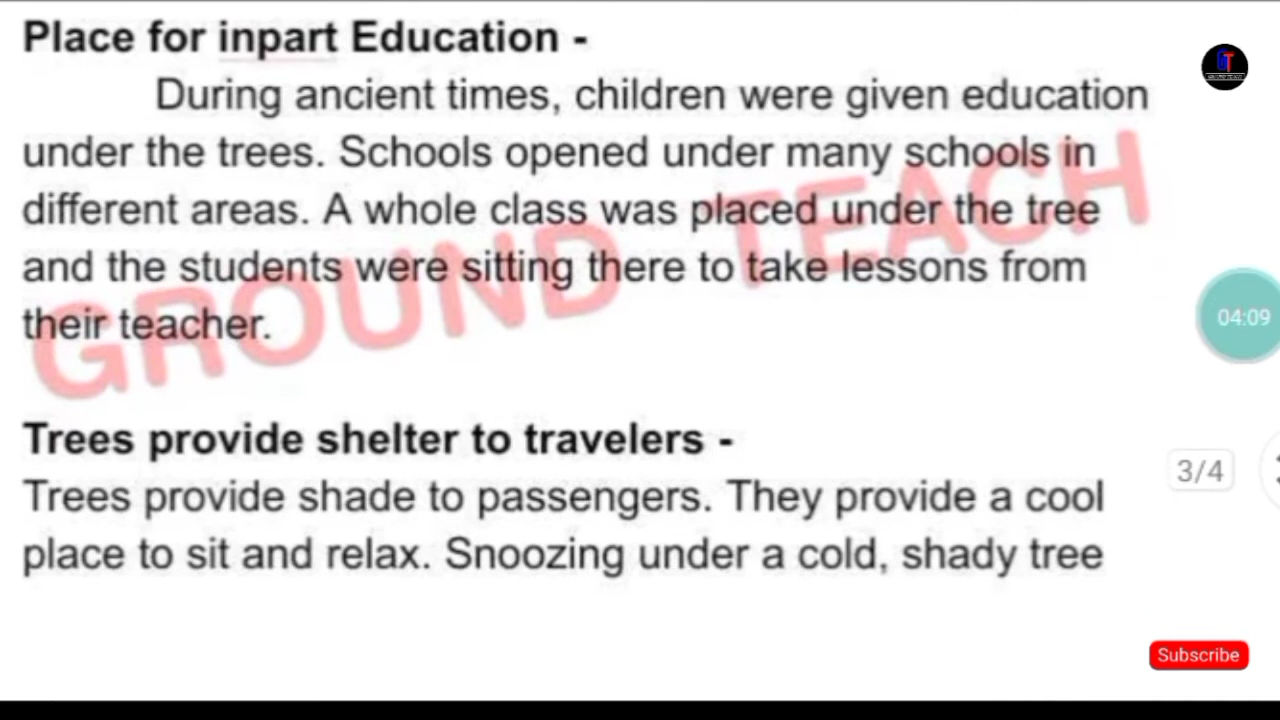 Place for inpart Education -
During ancient times, children were given education
under the trees. Schools opened under many schools in
different areas. A whole class was placed under the tree
and the students were sitting there to take lessons from
their teacher.
GROUND TEACH
04:09
Trees provide shelter to travelers -
3/4
Trees provide shade to passengers. They provide a cool
place to sit and relax. Snoozing under a cold, shady tree
Subscribe